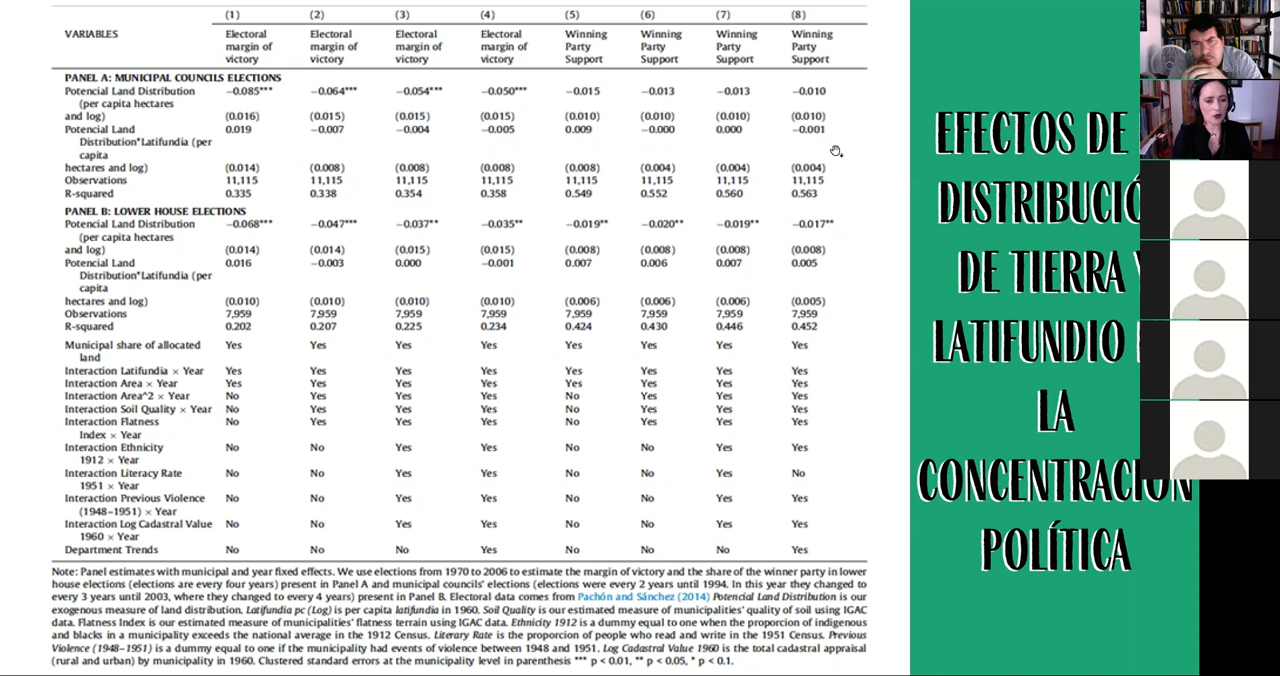 (1) (2) (3) (4) (5) (6) (7) (8)
VARIABLES Electoral margin of victory Electoral margin of victory Electoral margin of victory Electoral margin of victory Winning Party Support Winning Party Support Winning Party Support Winning Party Support
PANEL A: MUNICIPAL COUNCILS ELECTIONS
Potencial Land Distribution −0.085*** −0.064*** −0.054*** −0.050*** −0.015 −0.013 −0.013 −0.010
(per capita hectares
and log) (0.016) (0.015) (0.015) (0.015) (0.010) (0.010) (0.010) (0.010)
Potencial Land 0.019 −0.007 −0.004 −0.005 0.009 −0.000 0.000 −0.001
Distribution*Latifundia (per
capita
hectares and log) (0.014) (0.008) (0.008) (0.008) (0.008) (0.004) (0.004) (0.004)
Observations 11,115 11,115 11,115 11,115 11,115 11,115 11,115 11,115
R-squared 0.335 0.338 0.354 0.358 0.549 0.552 0.560 0.563
PANEL B: LOWER HOUSE ELECTIONS
Potencial Land Distribution −0.068*** −0.047*** −0.037** −0.035** −0.019** −0.020** −0.019** −0.017**
(per capita hectares
and log) (0.014) (0.014) (0.015) (0.015) (0.008) (0.008) (0.008) (0.008)
Potencial Land 0.016 −0.003 0.000 −0.001 0.007 0.006 0.007 0.005
Distribution*Latifundia (per
capita
hectares and log) (0.010) (0.010) (0.010) (0.010) (0.006) (0.006) (0.006) (0.005)
Observations 7,959 7,959 7,959 7,959 7,959 7,959 7,959 7,959
R-squared 0.202 0.207 0.225 0.234 0.424 0.430 0.446 0.452
Municipal share of allocated Yes Yes Yes Yes Yes Yes Yes Yes
land
Interaction Latifundia × Year Yes Yes Yes Yes Yes Yes Yes Yes
Interaction Area × Year Yes Yes Yes Yes Yes Yes Yes Yes
Interaction Area^2 × Year No Yes Yes Yes No Yes Yes Yes
Interaction Soil Quality × Year No Yes Yes Yes No Yes Yes Yes
Interaction Flatness No Yes Yes Yes No Yes Yes Yes
Index × Year
Interaction Ethnicity No No Yes Yes No No Yes Yes
1912 × Year
Interaction Literacy Rate No No Yes Yes No No Yes No
1951 × Year
Interaction Previous Violence No No Yes Yes No No Yes Yes
(1948–1951) × Year
Interaction Log Cadastral Value No No Yes Yes No No Yes Yes
1960 × Year
Department Trends No No No Yes No No No Yes
Note: Panel estimates with municipal and year fixed effects. We use elections from 1970 to 2006 to estimate the margin of victory and the share of the winner party in lower
house elections (elections are every four years) present in Panel A and municipal councils' elections (elections were every 2 years until 1994. In this year they changed to
every 3 years until 2003, where they changed to every 4 years) present in Panel B. Electoral data comes from Pachón and Sánchez (2014) Potencial Land Distribution is our
exogenous measure of land distribution. Latifundia pc (Log) is per capita latifundia in 1960. Soil Quality is our estimated measure of municipalities' quality of soil using IGAC
data. Flatness Index is our estimated measure of municipalities' flatness terrain using IGAC data. Ethnicity 1912 is a dummy equal to one when the proporcion of indigenous
and blacks in a municipality exceeds the national average in the 1912 Census. Literacy Rate is the proporcion of people who read and write in the 1951 Census. Previous
Violence (1948–1951) is a dummy equal to one if the municipality had events of violence between 1948 and 1951. Log Cadastral Value 1960 is the total cadastral appraisal
(rural and urban) by municipality in 1960. Clustered standard errors at the municipality level in parenthesis *** p < 0.01, ** p < 0.05, * p < 0.1.
EFECTOS DE
DISTRIBUCIÓ
DE TIERRA Y
LATIFUNDIO
LA
CONCENTRACIÓN
POLÍTICA